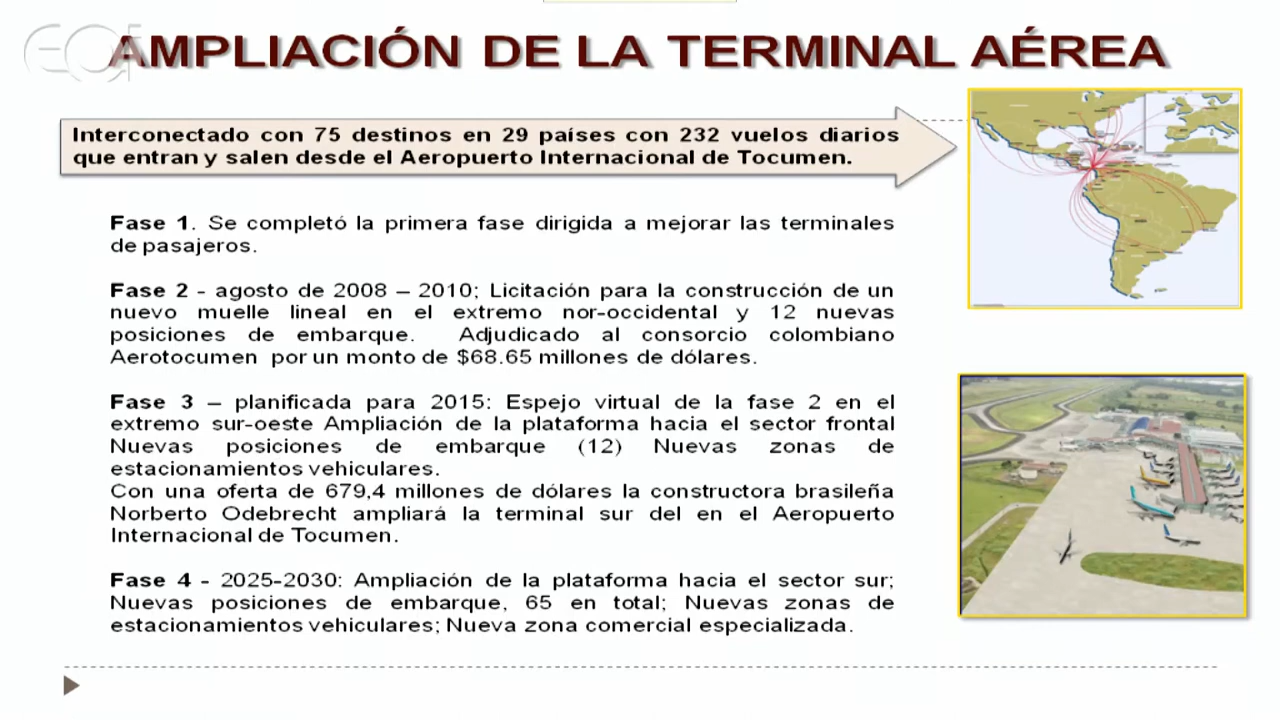 EOI
AMPLIACIÓN DE LA TERMINAL AÉREA
Interconectado con 75 destinos en 29 países con 232 vuelos diarios
que entran y salen desde el Aeropuerto Internacional de Tocumen.
Fase 1. Se completó la primera fase dirigida a mejorar las terminales
de pasajeros.
Fase 2 - agosto de 2008 – 2010; Licitación para la construcción de un
nuevo muelle lineal en el extremo nor-occidental y 12 nuevas
posiciones de embarque. Adjudicado al consorcio colombiano
Aerotocumen por un monto de $68.65 millones de dólares.
Fase 3 – planificada para 2015: Espejo virtual de la fase 2 en el
extremo sur-oeste Ampliación de la plataforma hacia el sector frontal
Nuevas posiciones de embarque (12) Nuevas zonas de
estacionamientos vehiculares.
Con una oferta de 679,4 millones de dólares la constructora brasileña
Norberto Odebrecht ampliará la terminal sur del en el Aeropuerto
Internacional de Tocumen.
Fase 4 - 2025-2030: Ampliación de la plataforma hacia el sector sur;
Nuevas posiciones de embarque, 65 en total; Nuevas zonas de
estacionamientos vehiculares; Nueva zona comercial especializada.